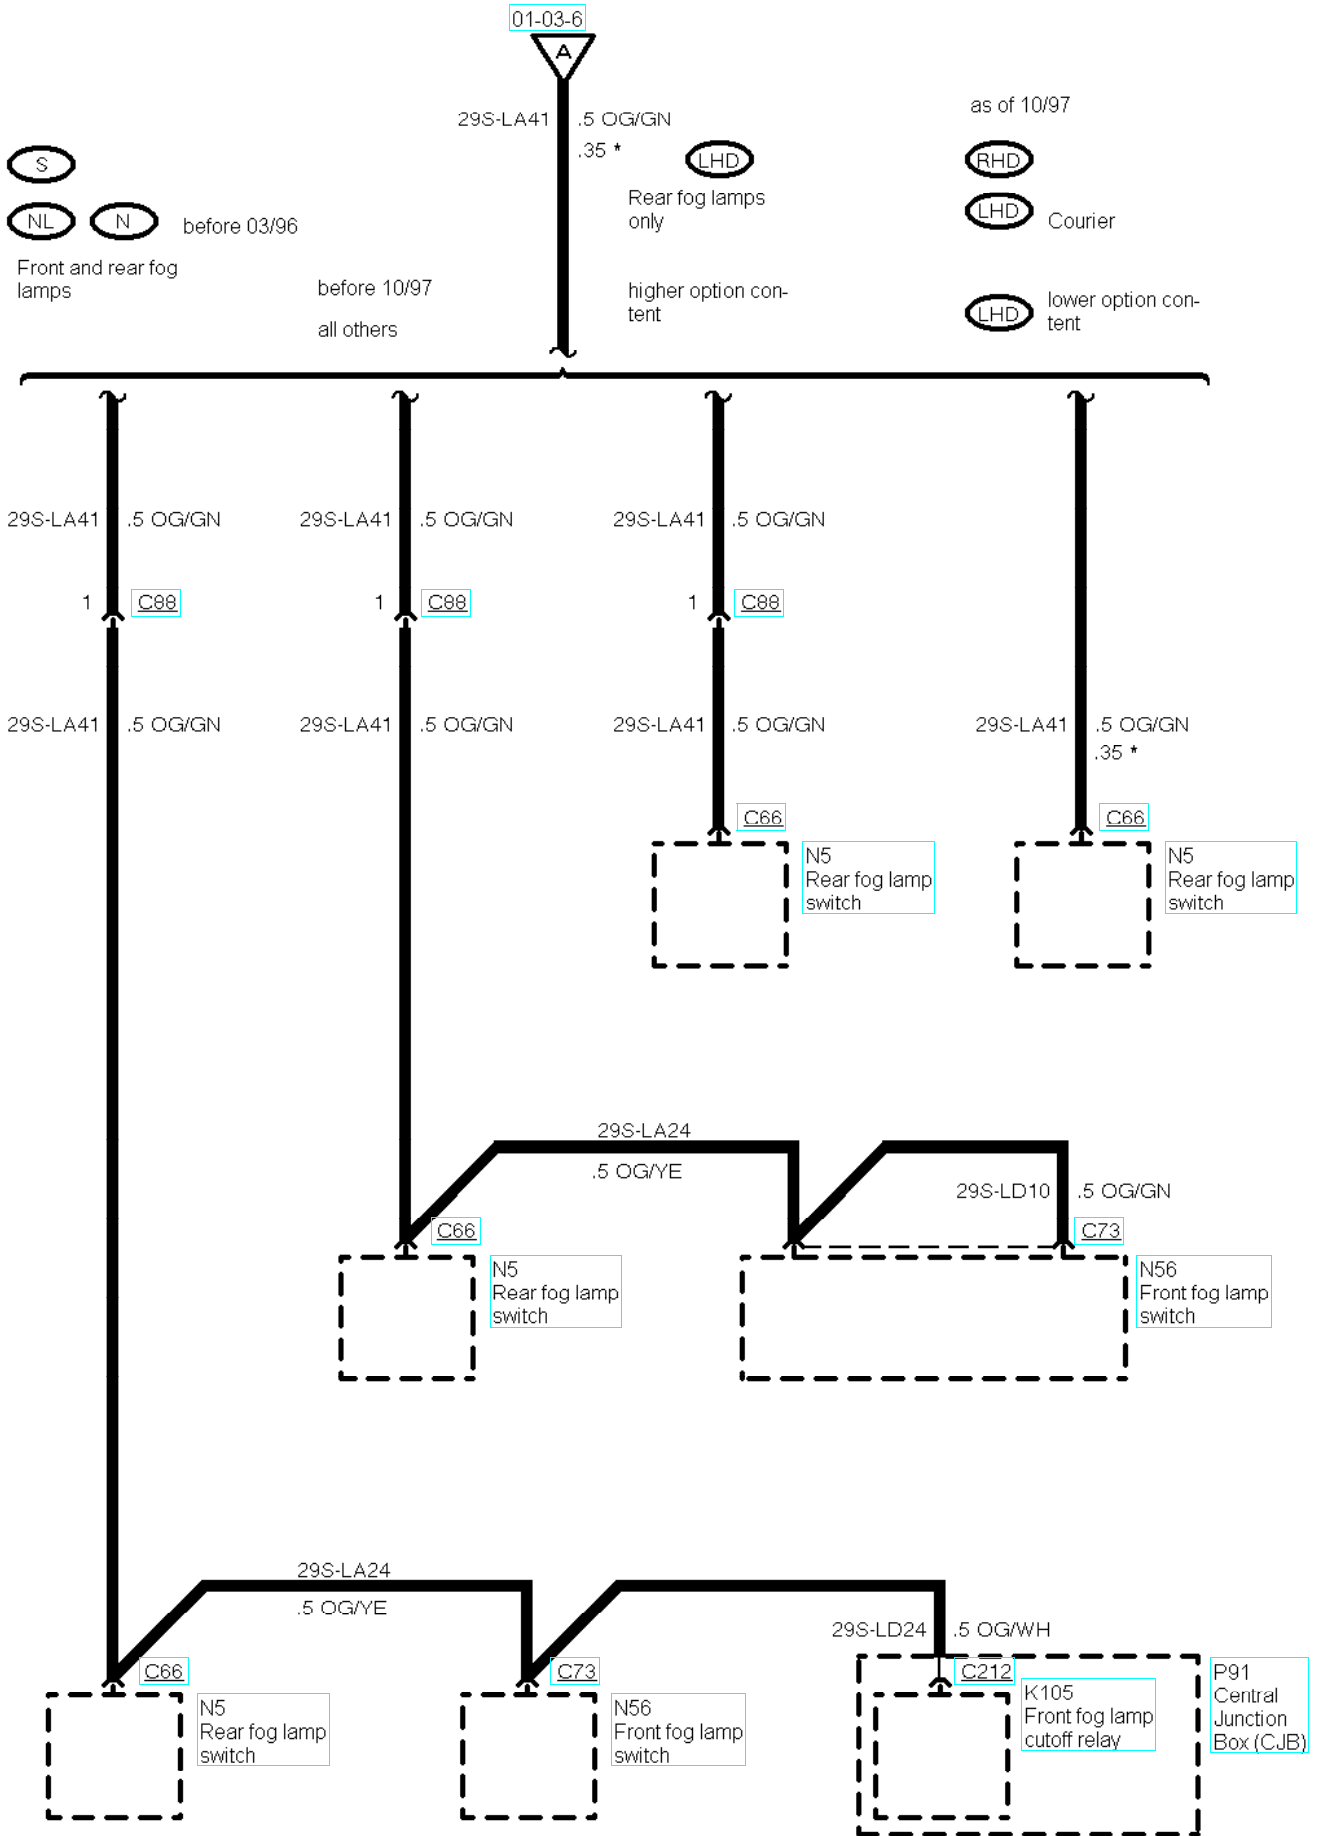 01-03-6
A
29S-LA41 .5 OG/GN
.35 *
as of 10/97
S
NL N before 03/96
Front and rear fog
lamps
before 10/97
all others
LHD
Rear fog lamps
only
higher option con-
tent
RHD
LHD Courier
LHD lower option con-
tent
29S-LA41 .5 OG/GN 29S-LA41 .5 OG/GN 29S-LA41 .5 OG/GN
1 C88 1 C88 1 C88
29S-LA41 .5 OG/GN 29S-LA41 .5 OG/GN 29S-LA41 .5 OG/GN 29S-LA41 .5 OG/GN
.35 *
C66 C66
N5
Rear fog lamp
switch
N5
Rear fog lamp
switch
29S-LA24
.5 OG/YE
29S-LD10 .5 OG/GN
C66 C73
N5
Rear fog lamp
switch
N56
Front fog lamp
switch
29S-LA24
.5 OG/YE
29S-LD24 .5 OG/WH
C66 C73 C212
N5
Rear fog lamp
switch
N56
Front fog lamp
switch
K105
Front fog lamp
cutoff relay
P91
Central
Junction
Box (CJB)